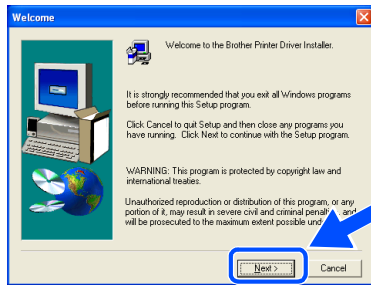 Welcome
Welcome to the Brother Printer Driver Installer.
It is strongly recommended that you exit all Windows programs
before running this Setup program.
Click Cancel to quit Setup and then close any programs you
have running. Click Next to continue with the Setup program.
WARNING: This program is protected by copyright law and
international treaties.
Unauthorized reproduction or distribution of this program, or any
portion of it, may result in severe civil and criminal penalt and
will be prosecuted to the maximum extent possible und
Next >
Cancel